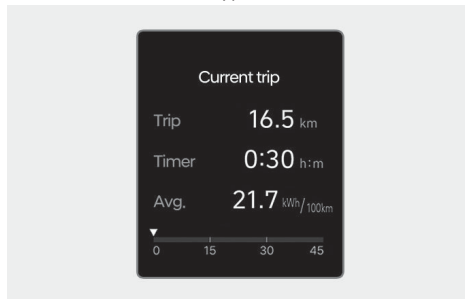 Current trip
Trip 16.5 km
Timer 0:30 h:m
Avg. 21.7 kWh/100km
0 15 30 45